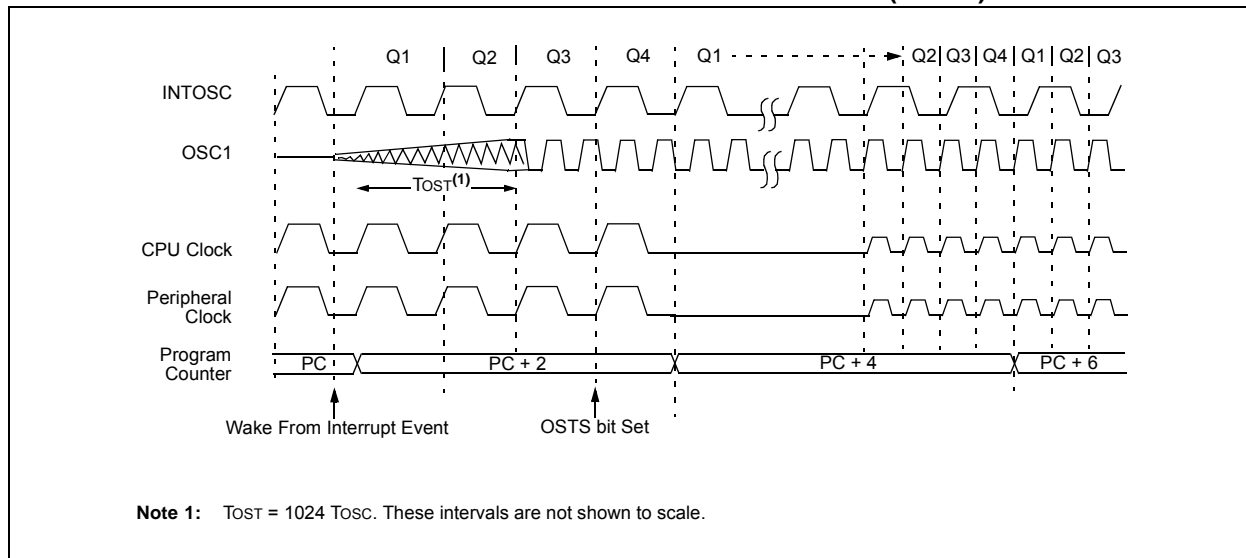 Q1 Q2 Q3 Q4 Q1 Q2 Q3 Q4 Q1 Q2 Q3
INTOSC
OSC1
TOST(1)
CPU Clock
Peripheral
Clock
Program
Counter
PC PC + 2 PC + 4 PC + 6
Wake From Interrupt Event OSTS bit Set
Note 1: TOST = 1024 TOSC. These intervals are not shown to scale.